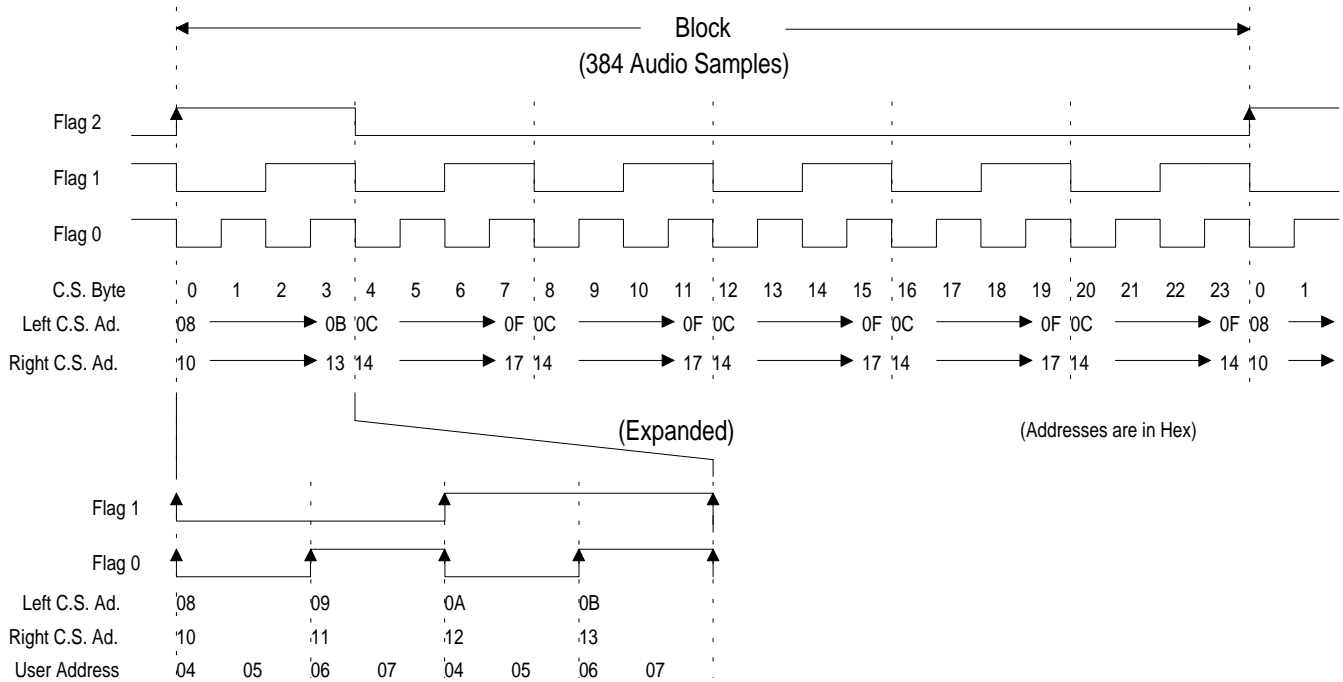 Block
(384 Audio Samples)
Flag 2
Flag 1
Flag 0
C.S. Byte 0 1 2 3 4 5 6 7 8 9 10 11 12 13 14 15 16 17 18 19 20 21 22 23 0 1
Left C.S. Ad. 08 0B 0C 0F 0C 0F 0C 0F 0C 0F 0C 0F 08
Right C.S. Ad. 10 13 14 17 14 17 14 17 14 17 14 14 10
(Expanded) (Addresses are in Hex)
Flag 1
Flag 0
Left C.S. Ad. 08 09 0A 0B
Right C.S. Ad. 10 11 12 13
User Address 04 05 06 07 04 05 06 07